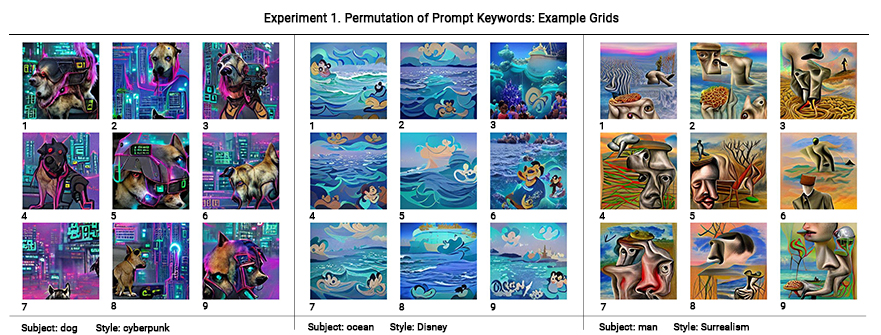 Experiment 1. Permutation of Prompt Keywords: Example Grids
1 2 3
4 5 6
7 8 9
Subject: dog Style: cyberpunk
1 2 3
4 5 6
7 8 9
Subject: ocean Style: Disney
1 2 3
4 5 6
7 8 9
Subject: man Style: Surrealism